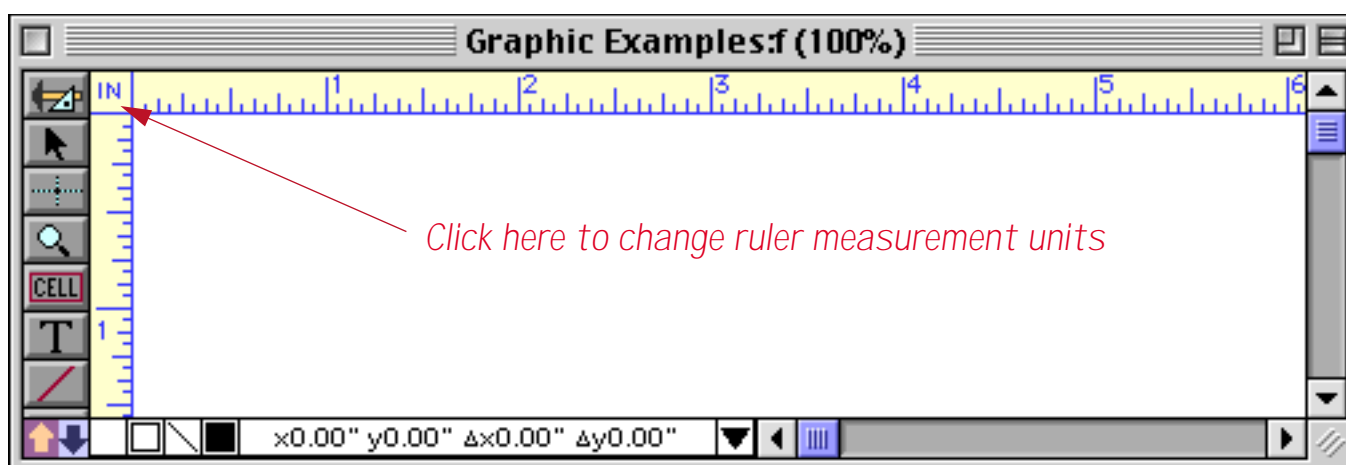 Graphic Examples:f (100%)
IN 1 2 3 4 5 6
Click here to change ruler measurement units
CELL
T
1
x0.00" y0.00" Δx0.00" Δy0.00"